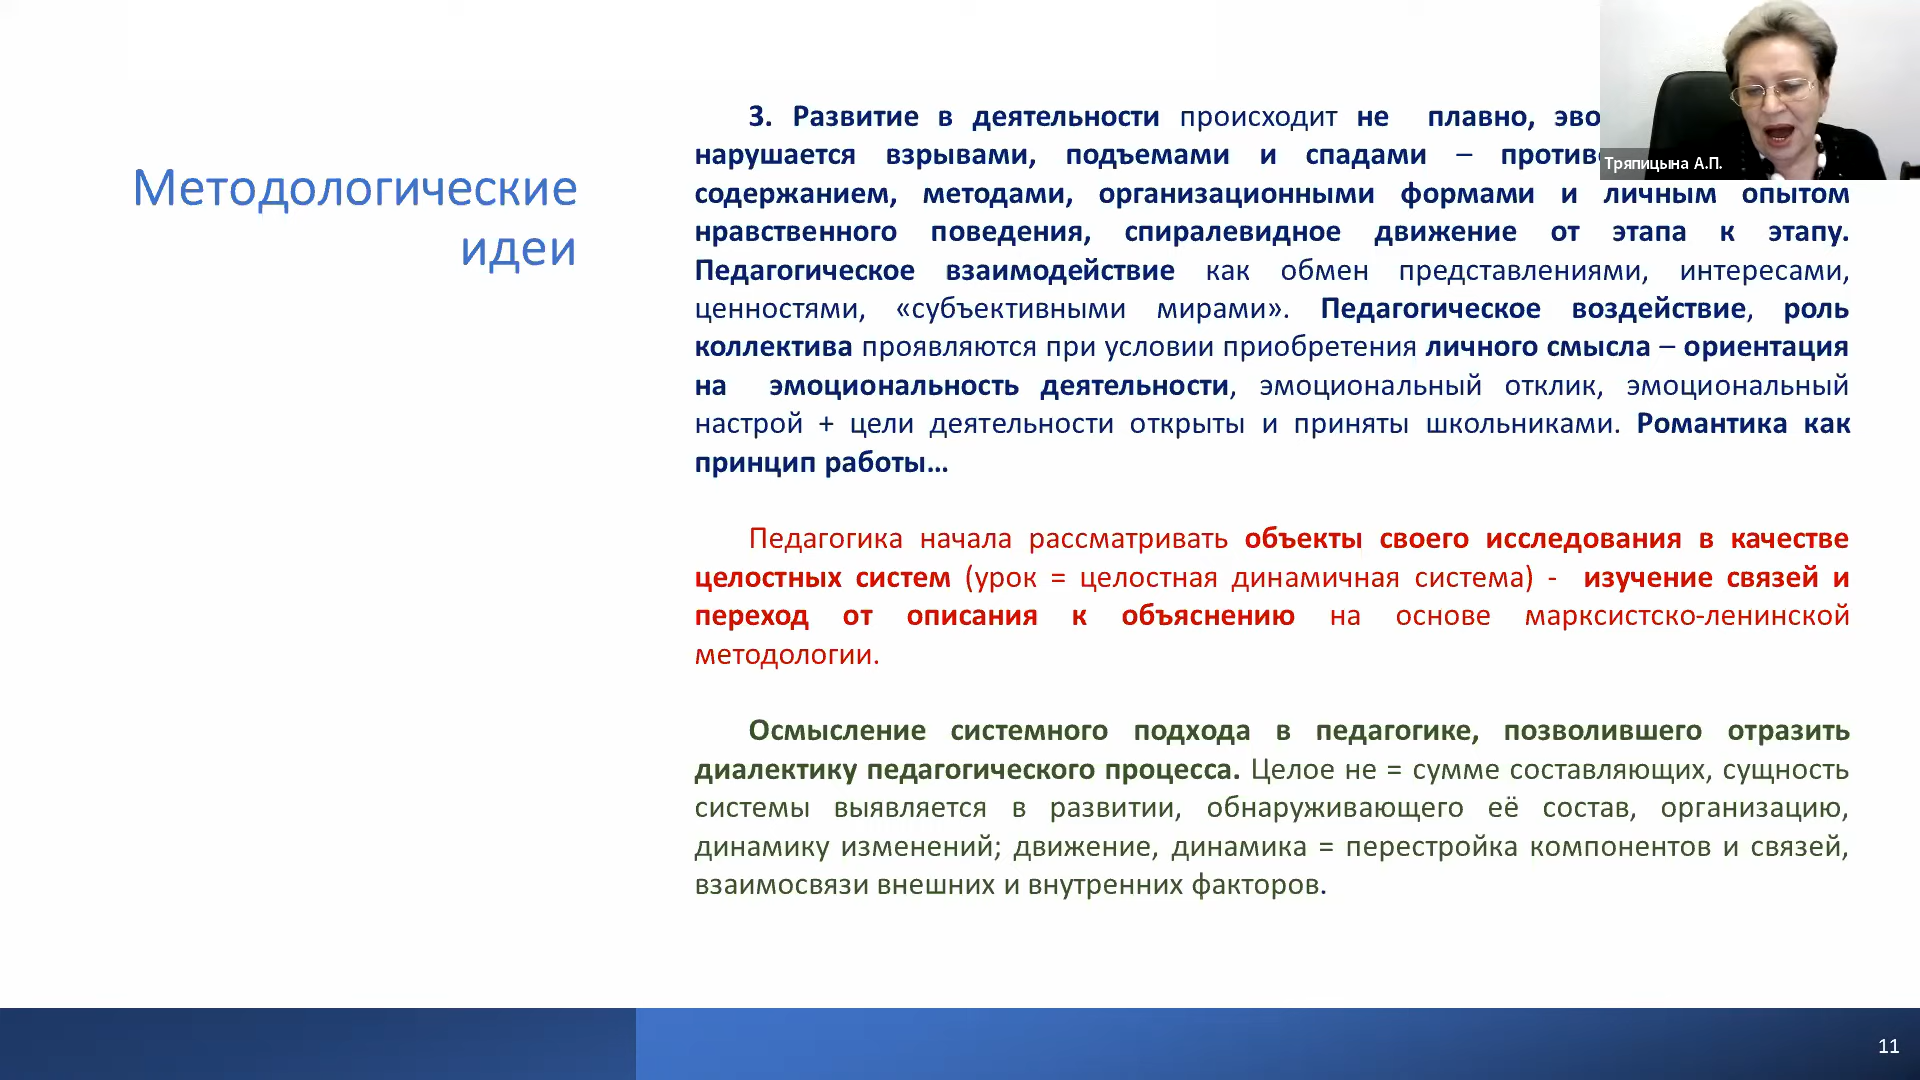 Методологические
идеи
3. Развитие в деятельности происходит не плавно,
нарушается взрывами, подъемами и спадами –
содержанием, методами, организационными формами и личным опытом
нравственного поведения, спиралевидное движение от этапа к этапу.
Педагогическое взаимодействие как обмен представлениями, интересами,
ценностями, «субъективными мирами». Педагогическое воздействие, роль
коллектива проявляются при условии приобретения личного смысла – ориентация
на эмоциональность деятельности, эмоциональный отклик, эмоциональный
настрой + цели деятельности открыты и приняты школьниками. Романтика как
принцип работы…
Педагогика начала рассматривать объекты своего исследования в качестве
целостных систем (урок = целостная динамичная система) - изучение связей и
переход от описания к объяснению на основе марксистско-ленинской
методологии.
Осмысление системного подхода в педагогике, позволившего отразить
диалектику педагогического процесса. Целое не = сумме составляющих, сущность
системы выявляется в развитии, обнаруживающего её состав, организацию,
динамику изменений; движение, динамика = перестройка компонентов и связей,
взаимосвязи внешних и внутренних факторов.
Тряпицына А.П.
11